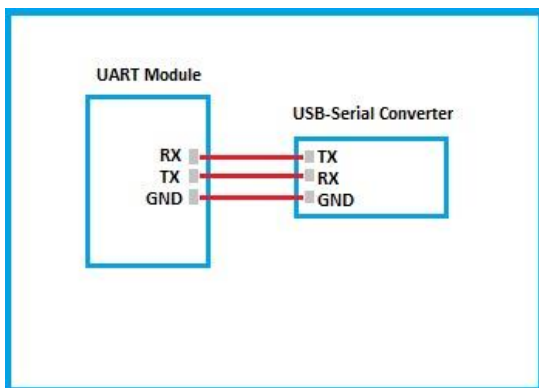 UART Module
USB-Serial Converter
RX
TX
GND
TX
RX
GND